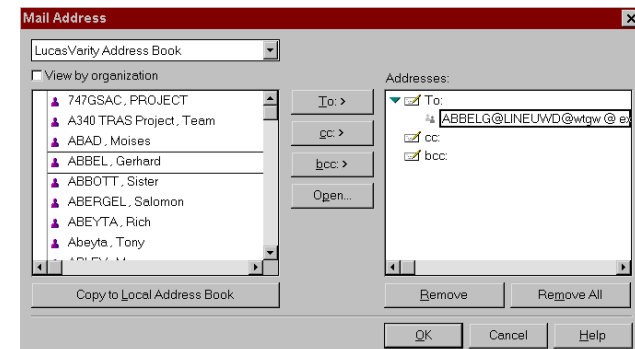 Mail Address
LucasVarity Address Book
View by organization
747GSAC, PROJECT
A340 TRAS Project, Team
ABAD, Moises
ABBEL, Gerhard
ABBOTT, Sister
ABERGEL, Salomon
ABEYTA, Rich
Abeyta, Tony
Copy to Local Address Book
To: >
cc: >
bcc: >
Open...
Addresses:
To:
ABBELG@LINEUWD@wtgw @ ex
cc:
bcc:
Remove
Remove All
OK
Cancel
Help